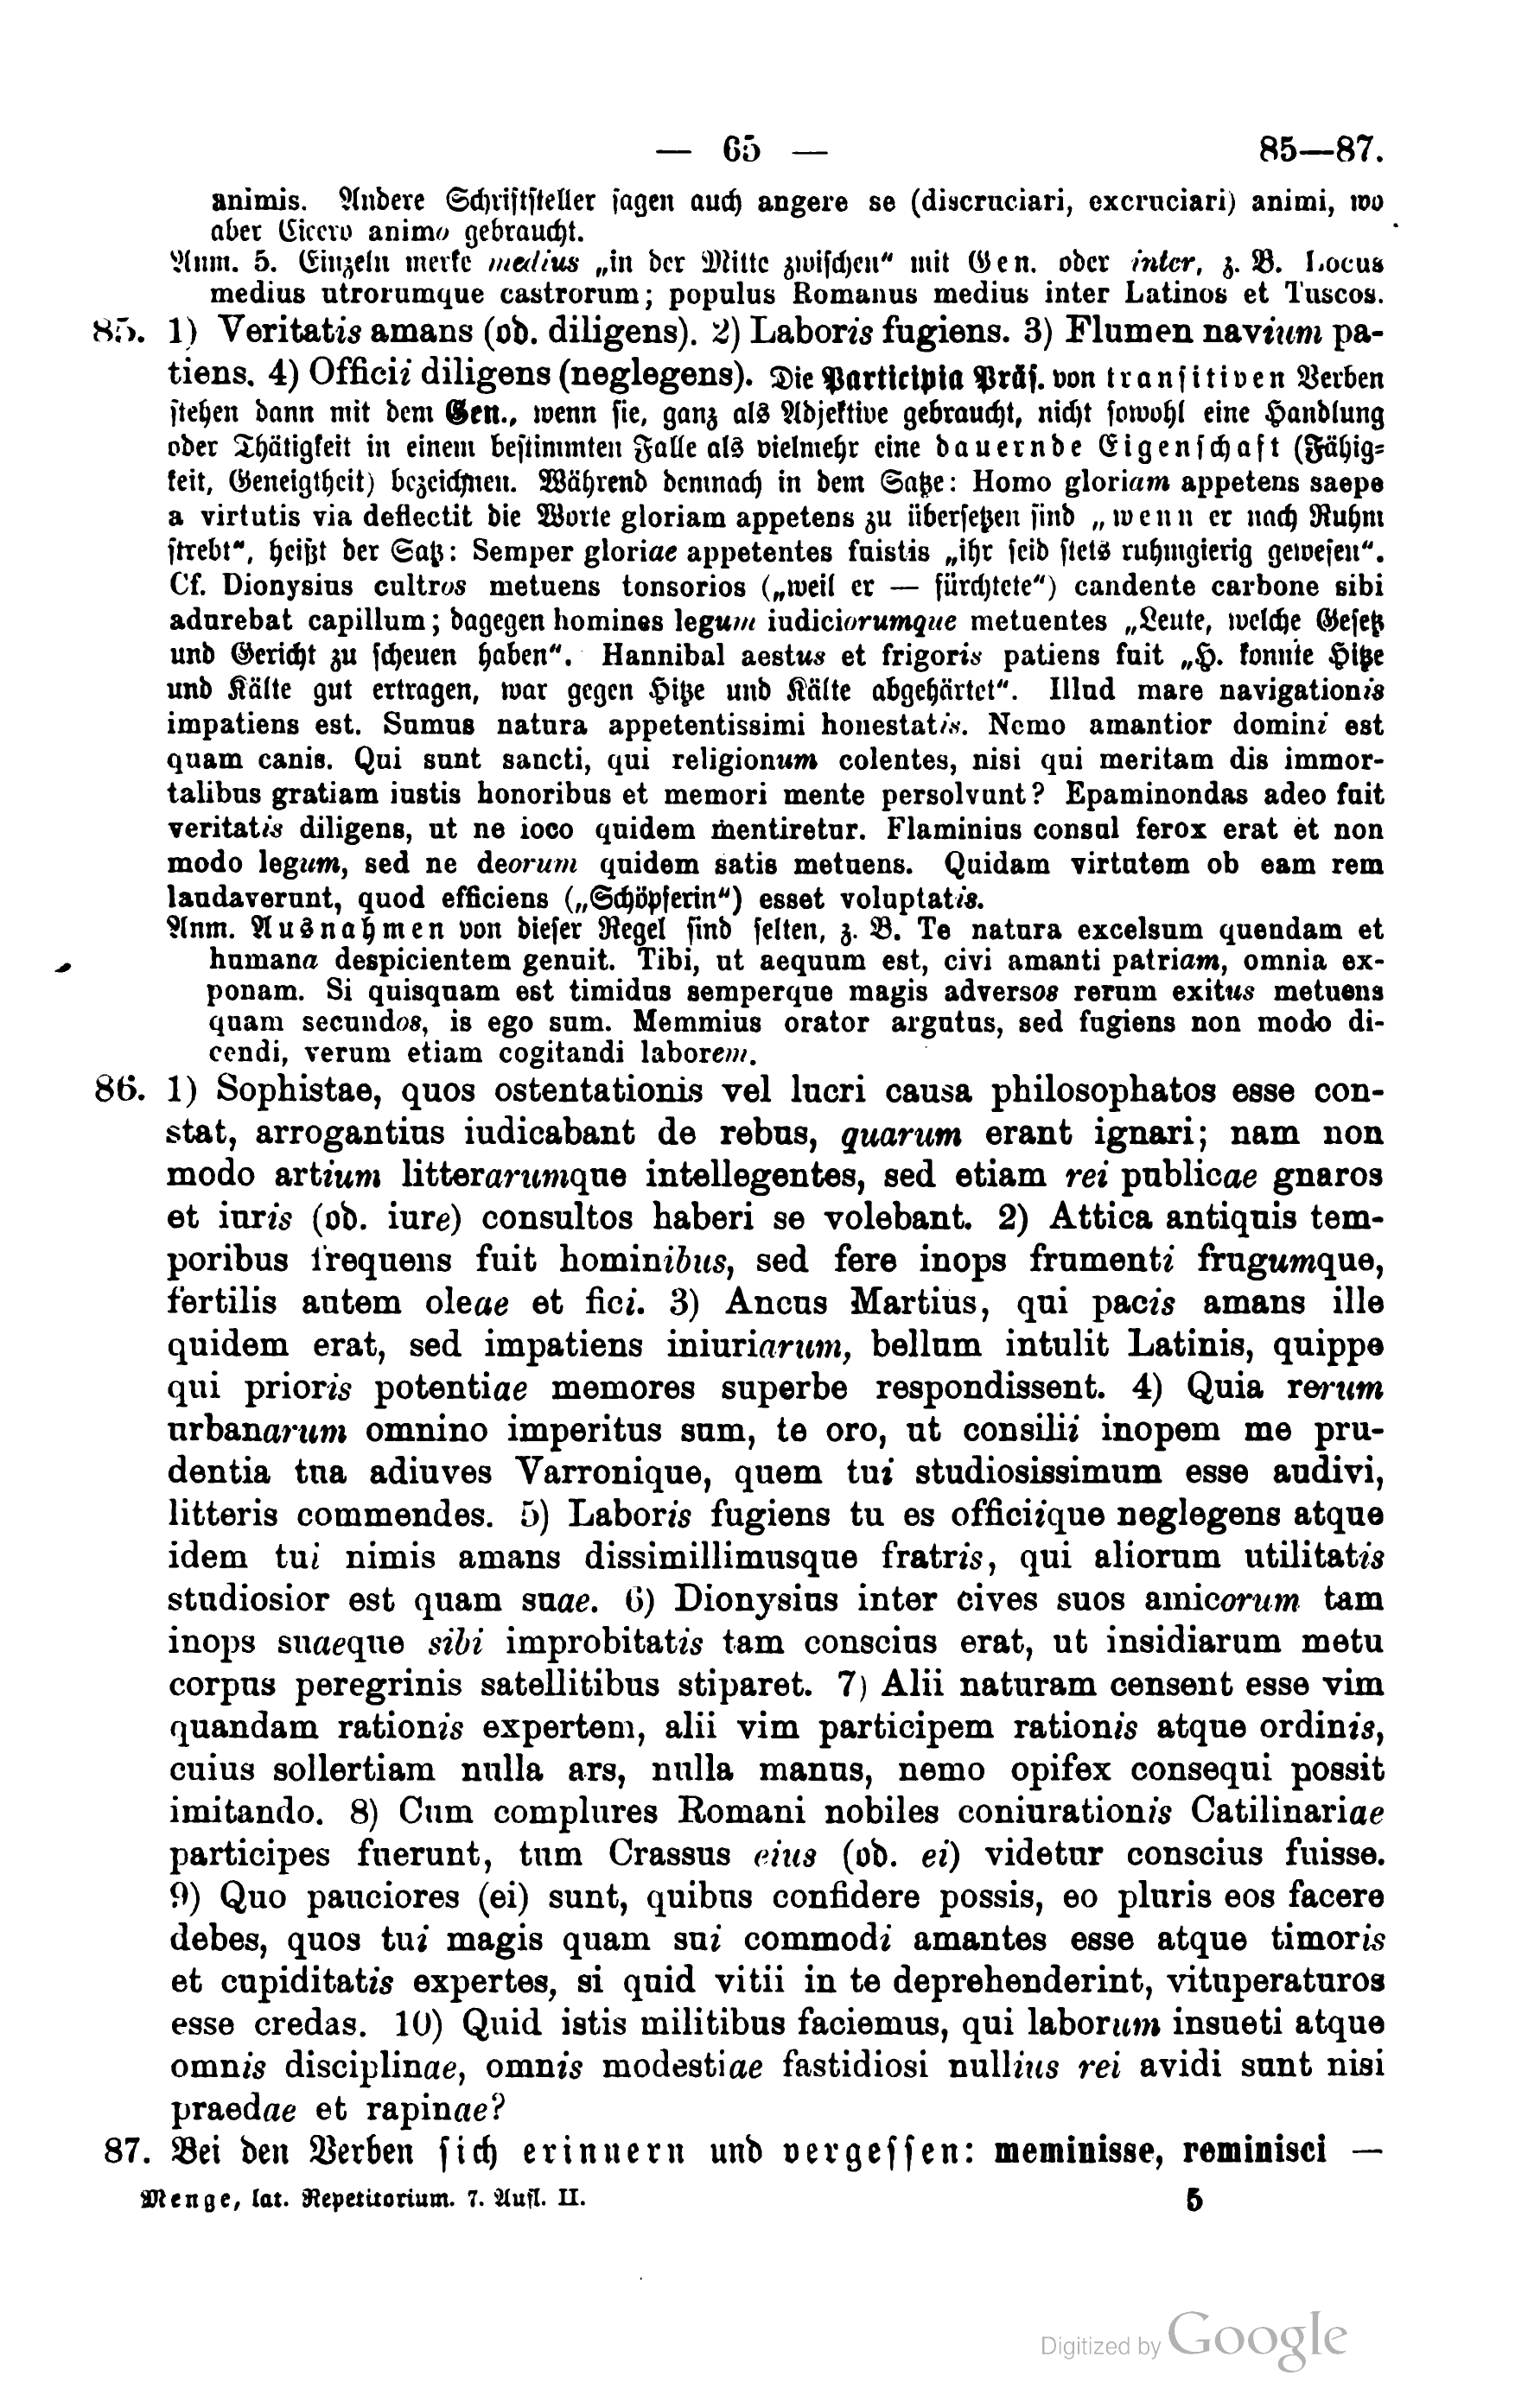 — 65 — 85—87.
animis. Andere Schriftsteller sagen auch angere se (discruciari, excruciari) animi, wo
aber Cicero animo gebraucht.
Anm. 5. Einzeln merke medius „in der Mitte zwischen" mit Gen. oder inter, z. B. Locus
medius utrorumque castrorum; populus Romanus medius inter Latinos et Tuscos.
85. 1) Veritatis amans (od. diligens). 2) Laboris fugiens. 3) Flumen navium pa-
tiens. 4) Officii diligens (neglegens). Die Participia Präs. von transitiven Verben
stehen dann mit dem Gen., wenn sie, ganz als Adjektive gebraucht, nicht sowohl eine Handlung
oder Thätigkeit in einem bestimmten Falle als vielmehr eine dauernde Eigenschaft (Fähig-
keit, Geneigtheit) bezeichnen. Während demnach in dem Satze: Homo gloriam appetens saepe
a virtutis via deflectit die Worte gloriam appetens zu übersetzen sind „wenn er nach Ruhm
strebt", heißt der Satz: Semper gloriae appetentes fuistis „ihr seid stets ruhmgierig gewesen".
Cf. Dionysius cultros metuens tonsorios („weil er — fürchtete") candente carbone sibi
adurebat capillum; dagegen homines legum iudiciorumque metuentes „Leute, welche Gesetz
und Gericht zu scheuen haben". Hannibal aestus et frigoris patiens fuit „H. konnte Hitze
und Kälte gut ertragen, war gegen Hitze und Kälte abgehärtet". Illud mare navigationis
impatiens est. Sumus natura appetentissimi honestatis. Nemo amantior domini est
quam canis. Qui sunt sancti, qui religionum colentes, nisi qui meritam dis immor-
talibus gratiam iustis honoribus et memori mente persolvunt? Epaminondas adeo fuit
veritatis diligens, ut ne ioco quidem mentiretur. Flaminius consul ferox erat et non
modo legum, sed ne deorum quidem satis metuens. Quidam virtutem ob eam rem
laudaverunt, quod efficiens („Schöpferin") esset voluptatis.
Anm. Ausnahmen von dieser Regel sind selten, z. B. Te natura excelsum quendam et
humana despicientem genuit. Tibi, ut aequum est, civi amanti patriam, omnia ex-
ponam. Si quisquam est timidus semperque magis adversos rerum exitus metuens
quam secundos, is ego sum. Memmius orator argutus, sed fugiens non modo di-
cendi, verum etiam cogitandi laborem.
86. 1) Sophistae, quos ostentationis vel lucri causa philosophatos esse con-
stat, arrogantius iudicabant de rebus, quarum erant ignari; nam non
modo artium litterarumque intellegentes, sed etiam rei publicae gnaros
et iuris (od. iure) consultos haberi se volebant. 2) Attica antiquis tem-
poribus frequens fuit hominibus, sed fere inops frumenti frugumque,
fertilis autem oleae et fici. 3) Ancus Martius, qui pacis amans ille
quidem erat, sed impatiens iniuriarum, bellum intulit Latinis, quippe
qui prioris potentiae memores superbe respondissent. 4) Quia rerum
urbanarum omnino imperitus sum, te oro, ut consilii inopem me pru-
dentia tua adiuves Varronique, quem tui studiosissimum esse audivi,
litteris commendes. 5) Laboris fugiens tu es officiique neglegens atque
idem tui nimis amans dissimillimusque fratris, qui aliorum utilitatis
studiosior est quam suae. 6) Dionysius inter cives suos amicorum tam
inops suaeque sibi improbitatis tam conscius erat, ut insidiarum metu
corpus peregrinis satellitibus stiparet. 7) Alii naturam censent esse vim
quandam rationis expertem, alii vim participem rationis atque ordinis,
cuius sollertiam nulla ars, nulla manus, nemo opifex consequi possit
imitando. 8) Cum complures Romani nobiles coniurationis Catilinariae
participes fuerunt, tum Crassus eius (od. ei) videtur conscius fuisse.
9) Quo pauciores (ei) sunt, quibus confidere possis, eo pluris eos facere
debes, quos tui magis quam sui commodi amantes esse atque timoris
et cupiditatis expertes, si quid vitii in te deprehenderint, vituperaturos
esse credas. 10) Quid istis militibus faciemus, qui laborum insueti atque
omnis disciplinae, omnis modestiae fastidiosi nullius rei avidi sunt nisi
praedae et rapinae?
87. Bei den Verben sich erinnern und vergessen: meminisse, reminisci —
Menge, lat. Repetitorium. 7. Aufl. II. 5
Digitized by Google